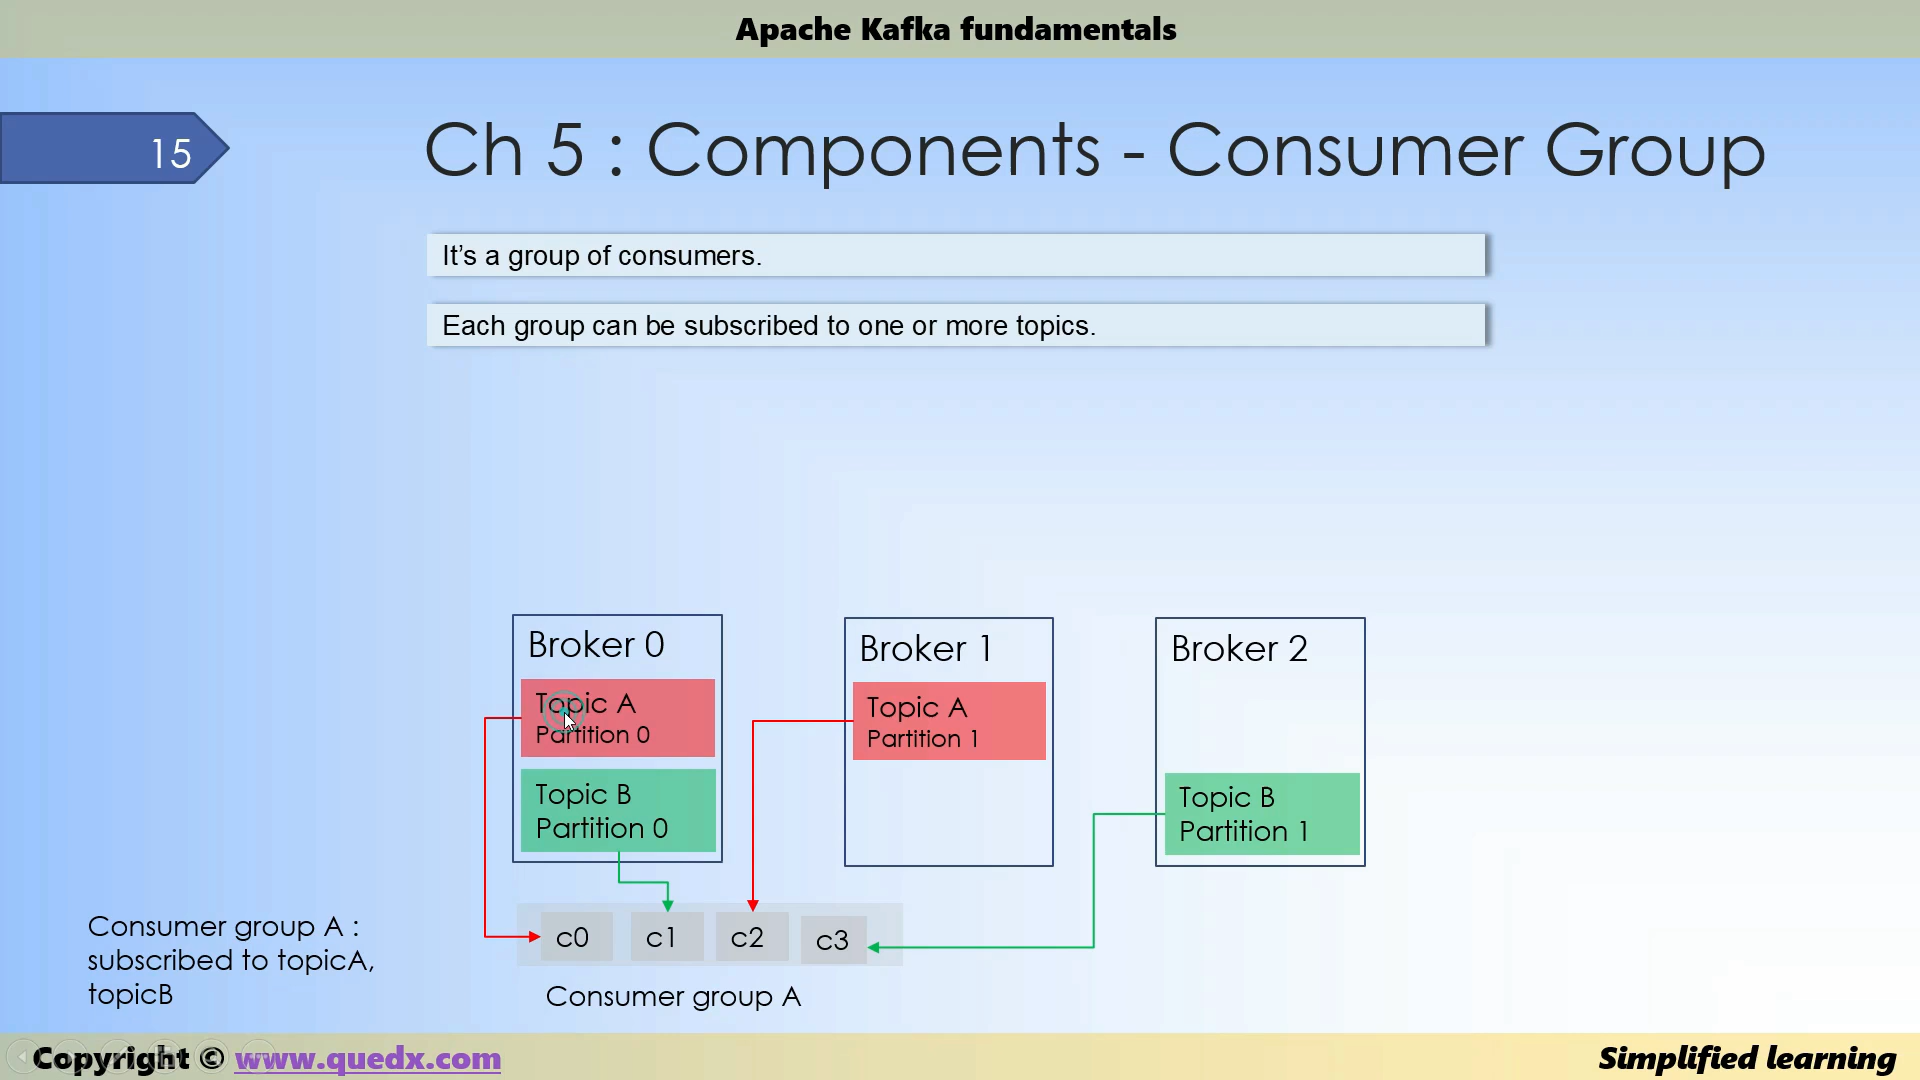 Apache Kafka fundamentals
15
Ch 5 : Components - Consumer Group
It's a group of consumers.
Each group can be subscribed to one or more topics.
Broker 0
Topic A
Partition 0
Topic B
Partition 0
Broker 1
Topic A
Partition 1
Broker 2
Topic B
Partition 1
c0
c1
c2
c3
Consumer group A
Consumer group A :
subscribed to topicA,
topicB
Copyright © www.quedx.com
Simplified learning